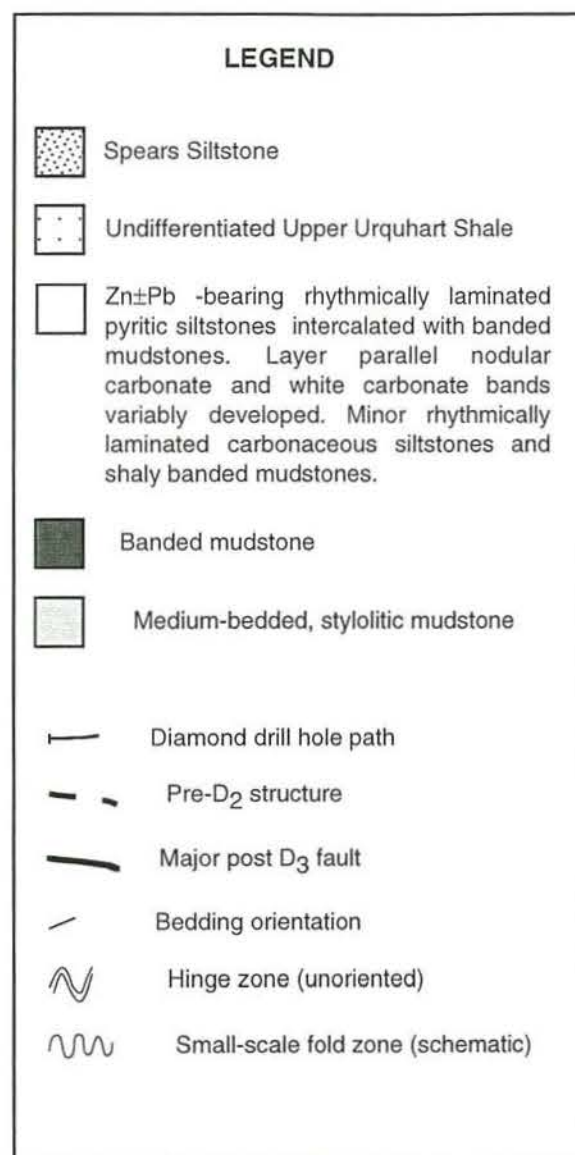 LEGEND
Spears Siltstone
Undifferentiated Upper Urquhart Shale
Zn±Pb -bearing rhythmically laminated
pyritic siltstones intercalated with banded
mudstones. Layer parallel nodular
carbonate and white carbonate bands
variably developed. Minor rhythmically
laminated carbonaceous siltstones and
shaly banded mudstones.
Banded mudstone
Medium-bedded, stylolitic mudstone
Diamond drill hole path
Pre-D2 structure
Major post D3 fault
Bedding orientation
Hinge zone (unoriented)
Small-scale fold zone (schematic)